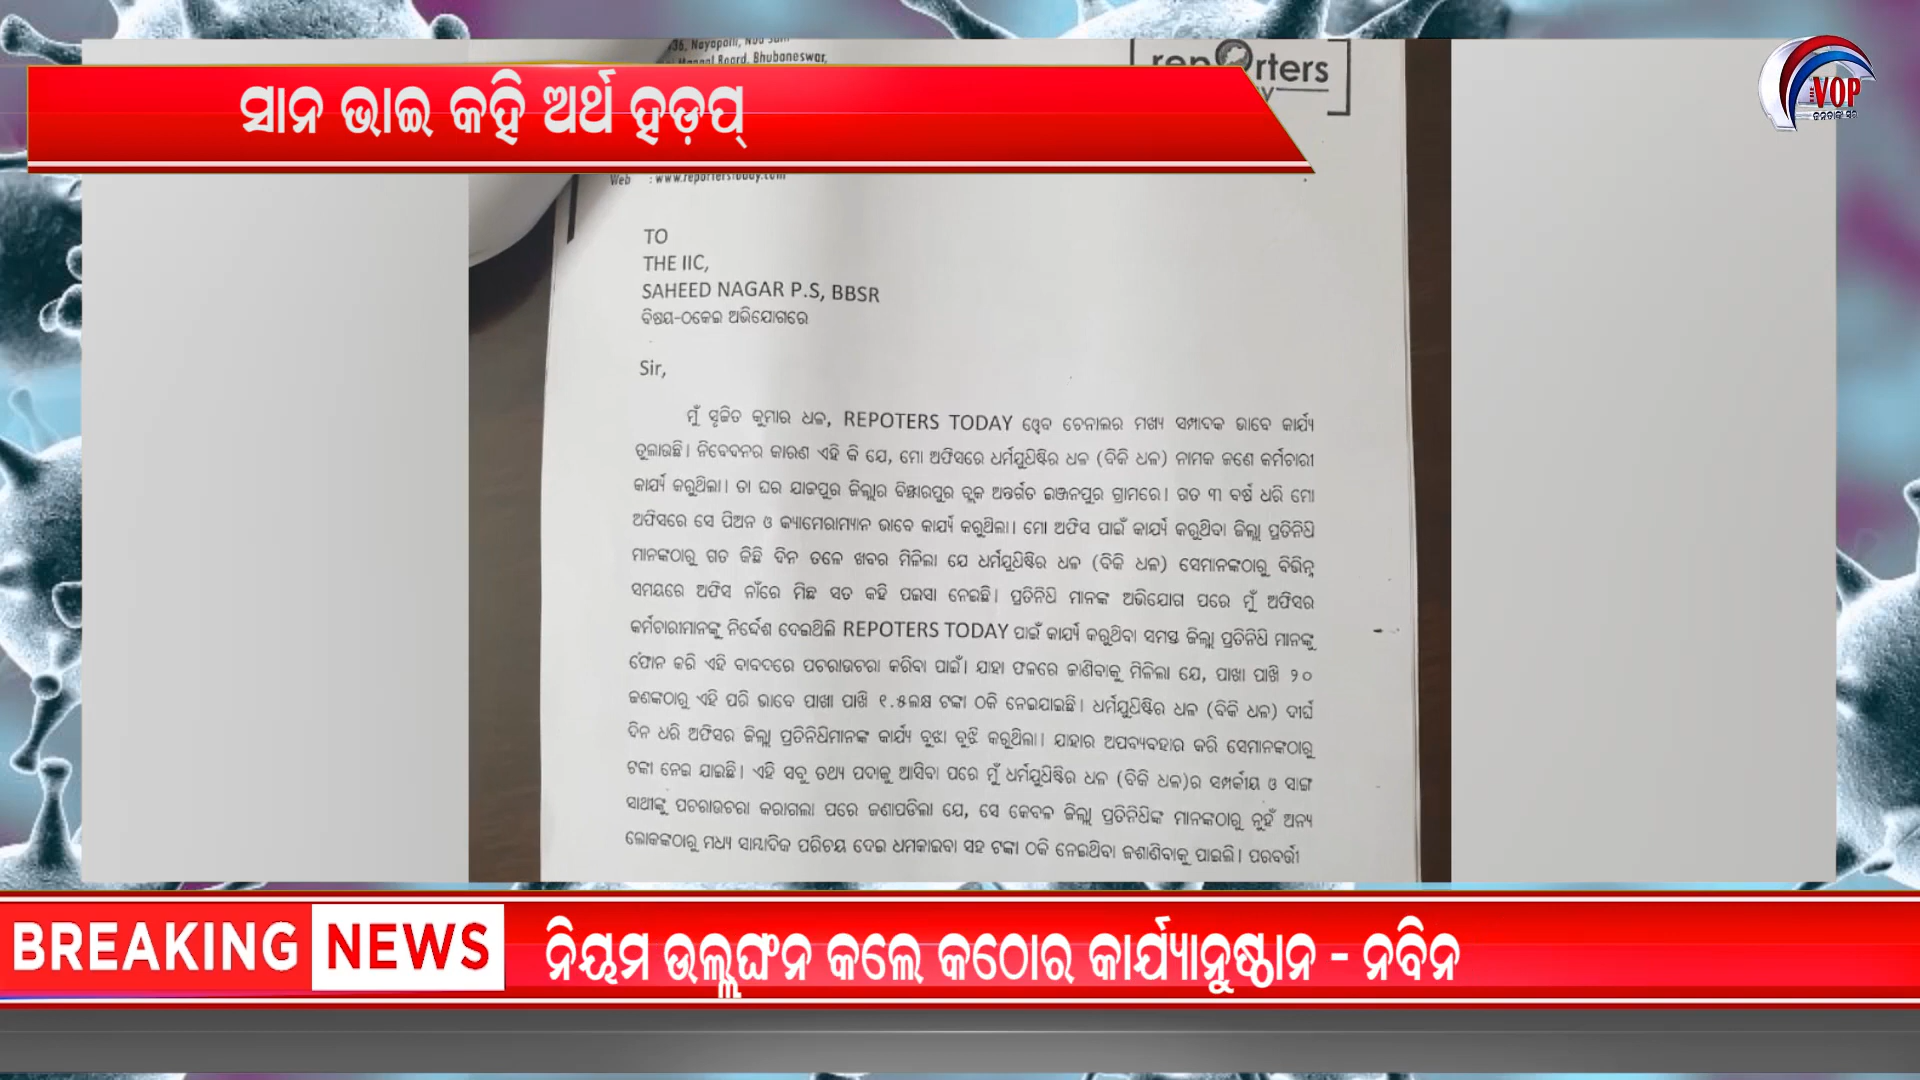 36, Nayapalli,
Board, Bhubaneswar,
rep rters
VOP
ଜନତାଙ୍କ ସ୍ବର
ସାନ ଭାଇ କହି ଅର୍ଥ ହଡ଼ପ୍
Web : www.reporterstoday.com
TO
THE IIC,
SAHEED NAGAR P.S, BBSR
ବିଷୟ-ଠକେଇ ଅଭିଯୋଗରେ
Sir,
ମୁଁ ସୃଜିତ କୁମାର ଧଳ, REPOTERS TODAY ୱେବ ଚେନାଲର ମଖ୍ୟ ସମ୍ପାଦକ ଭାବେ କାର୍ଯ୍ୟ
ତୁଲାଉଛି। ନିବେଦନର କାରଣ ଏହି କି ଯେ, ମୋ ଅଫିସରେ ଧର୍ମଯୁଧିଷ୍ଠିର ଧଳ (ବିକି ଧଳ) ନାମକ ଜଣେ କର୍ମଚାରୀ
କାର୍ଯ୍ୟ କରୁଥିଲା। ତା ଘର ଯାଜପୁର ଜିଲ୍ଲାର ବିଞ୍ଝାରପୁର ବ୍ଲକ ଅନ୍ତର୍ଗତ ଇଞ୍ଜନପୁର ଗ୍ରାମରେ। ଗତ ୩ ବର୍ଷ ଧରି ମୋ
ଅଫିସରେ ସେ ପିଅନ ଓ କ୍ୟାମେରାମ୍ୟାନ ଭାବେ କାର୍ଯ୍ୟ କରୁଥିଲା। ମୋ ଅଫିସ ପାଇଁ କାର୍ଯ୍ୟ କରୁଥିବା ଜିଲ୍ଲା ପ୍ରତିନିଧି
ମାନଙ୍କଠାରୁ ଗତ କିଛି ଦିନ ତଳେ ଖବର ମିଳିଲା ଯେ ଧର୍ମଯୁଧିଷ୍ଠିର ଧଳ (ବିକି ଧଳ) ସେମାନଙ୍କଠାରୁ ବିଭିନ୍ନ
ସମୟରେ ଅଫିସ ନାଁରେ ମିଛ ସତ କହି ପଇସା ନେଇଛି। ପ୍ରତିନିଧି ମାନଙ୍କ ଅଭିଯୋଗ ପରେ ମୁଁ ଅଫିସର
କର୍ମଚାରୀମାନଙ୍କୁ ନିର୍ଦ୍ଦେଶ ଦେଇଥିଲି REPOTERS TODAY ପାଇଁ କାର୍ଯ୍ୟ କରୁଥିବା ସମସ୍ତ ଜିଲ୍ଲା ପ୍ରତିନିଧି ମାନଙ୍କୁ
ଫୋନ କରି ଏହି ବାବଦରେ ପଚରାଉଚରା କରିବା ପାଇଁ। ଯାହା ଫଳରେ ଜାଣିବାକୁ ମିଳିଲା ଯେ, ପାଖା ପାଖି ୨୦
ଜଣଙ୍କଠାରୁ ଏହି ପରି ଭାବେ ପାଖା ପାଖି ୧.୫ଲକ୍ଷ ଟଙ୍କା ଠକି ନେଇଯାଇଛି। ଧର୍ମଯୁଧିଷ୍ଠିର ଧଳ (ବିକି ଧଳ) ଦୀର୍ଘ
ଦିନ ଧରି ଅଫିସର ଜିଲ୍ଲା ପ୍ରତିନିଧିମାନଙ୍କ କାର୍ଯ୍ୟ ବୁଝା ବୁଝି କରୁଥିଲା। ଯାହାର ଅପବ୍ୟବହାର କରି ସେମାନଙ୍କଠାରୁ
ଟଙ୍କା ନେଇ ଯାଇଛି। ଏହି ସବୁ ତଥ୍ୟ ପଦାକୁ ଆସିବା ପରେ ମୁଁ ଧର୍ମଯୁଧିଷ୍ଠିର ଧଳ (ବିକି ଧଳ)ର ସମ୍ପର୍କୀୟ ଓ ସାଙ୍ଗ
ସାଥୀଙ୍କୁ ପଚରାଉଚରା କରାଗଲା ପରେ ଜଣାପଡିଲା ଯେ, ସେ କେବଳ ଜିଲ୍ଲା ପ୍ରତିନିଧିଙ୍କ ମାନଙ୍କଠାରୁ ନୁହଁ ଅନ୍ୟ
ଲୋକଙ୍କଠାରୁ ମଧ୍ୟ ସାମ୍ବାଦିକ ପରିଚୟ ଦେଇ ଧମକାଇବା ସହ ଟଙ୍କା ଠକି ନେଇଥିବା ଜଶାଣିବାକୁ ପାଇଲି। ପରବର୍ତ୍ତୀ
BREAKING NEWS
ନିୟମ ଉଲ୍ଲଙ୍ଘନ କଲେ କଠୋର କାର୍ଯ୍ୟାନୁଷ୍ଠାନ - ନବିନ